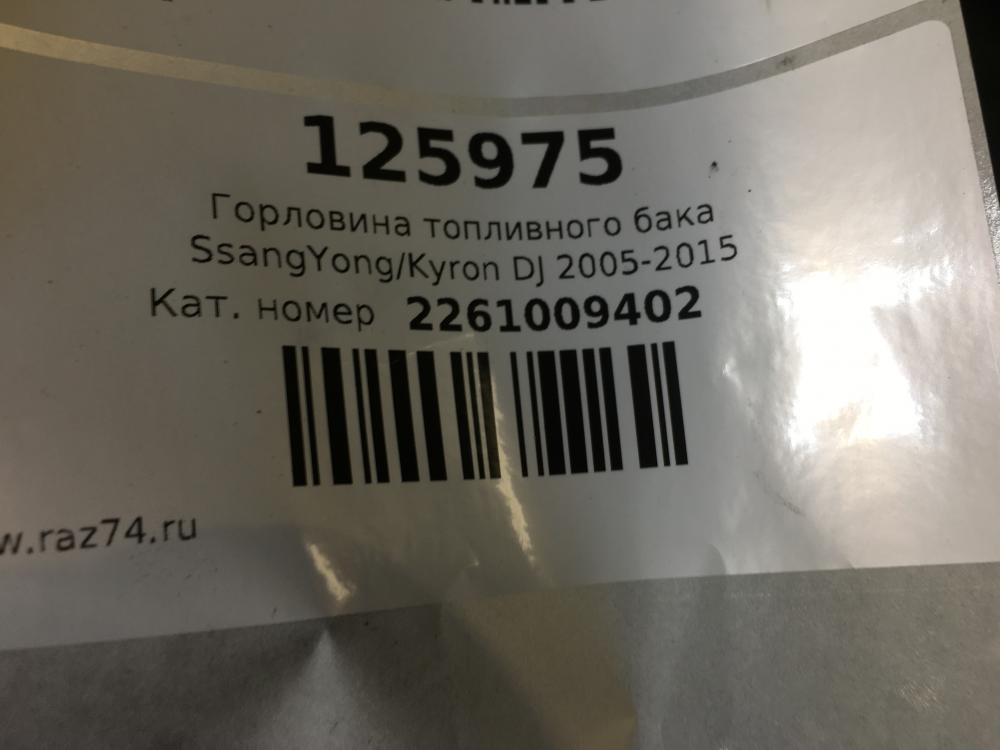 125975
Горловина топливного бака
SsangYong/Kyron DJ 2005-2015
Кат. номер 2261009402
w.raz74.ru